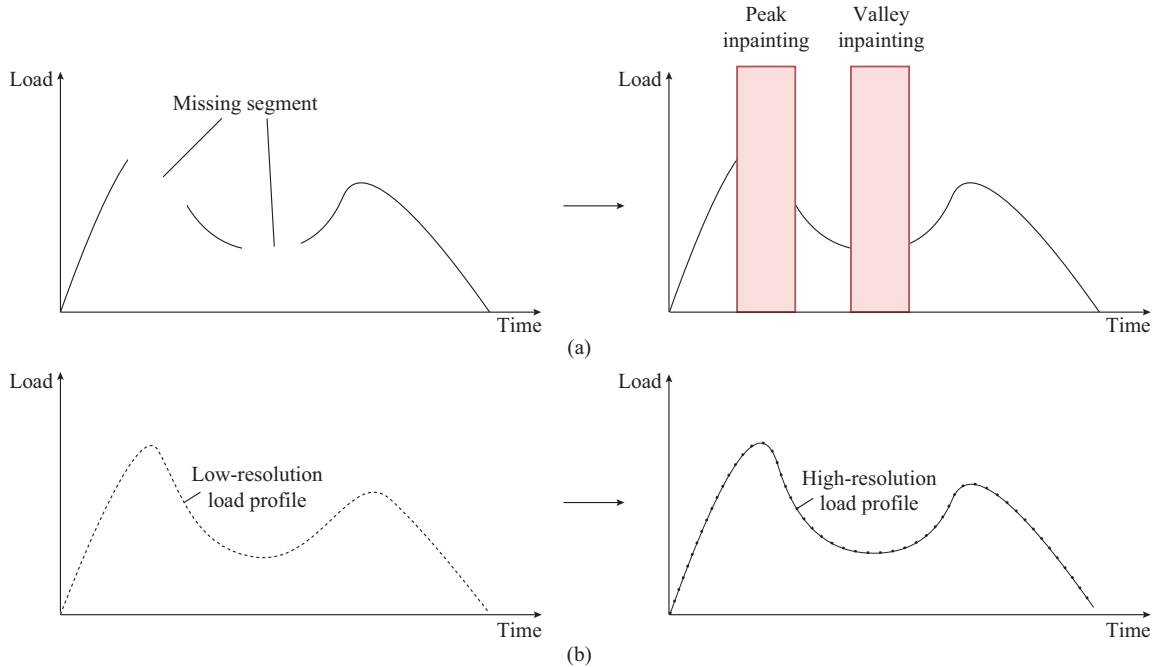 Peak
inpainting
Valley
inpainting
Load
Missing segment
Time
Load
Time
(a)
Load
Low-resolution
load profile
Time
Load
High-resolution
load profile
Time
(b)